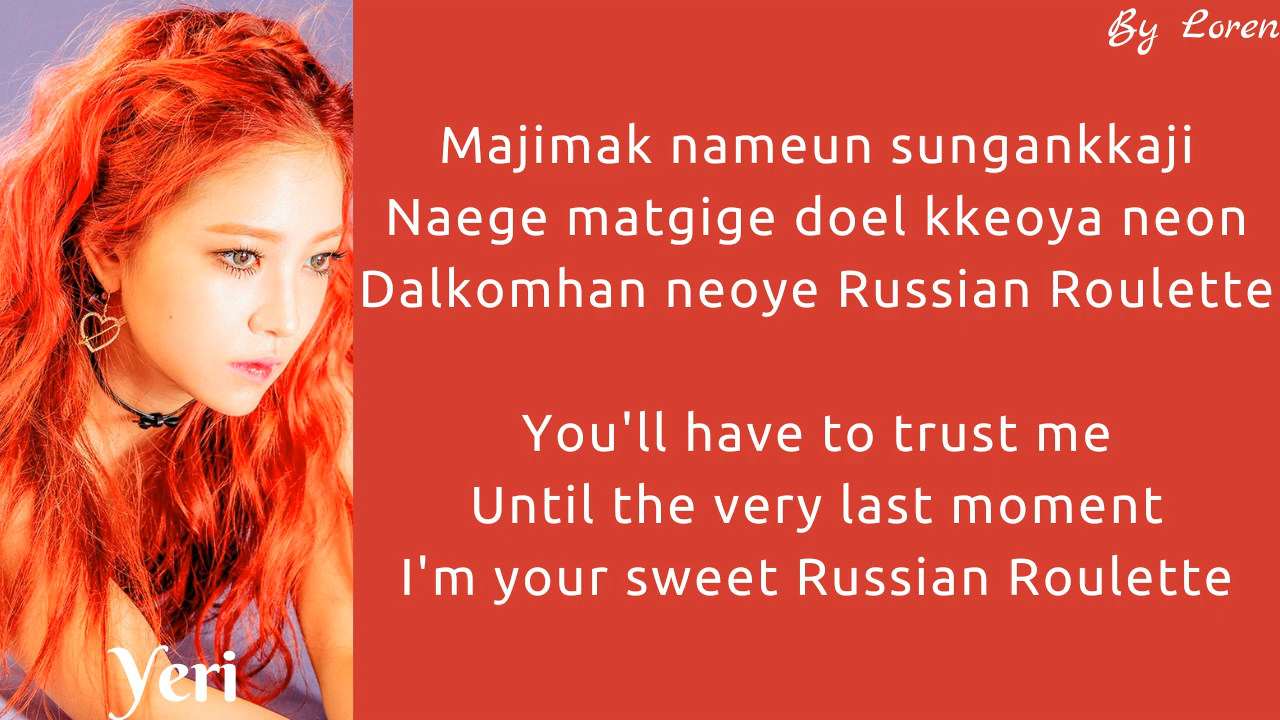 By Loren
Majimak nameun sungankkaji
Naege matgige doel kkeoya neon
Dalkomhan neoye Russian Roulette
You'll have to trust me
Until the very last moment
I'm your sweet Russian Roulette
Yeri